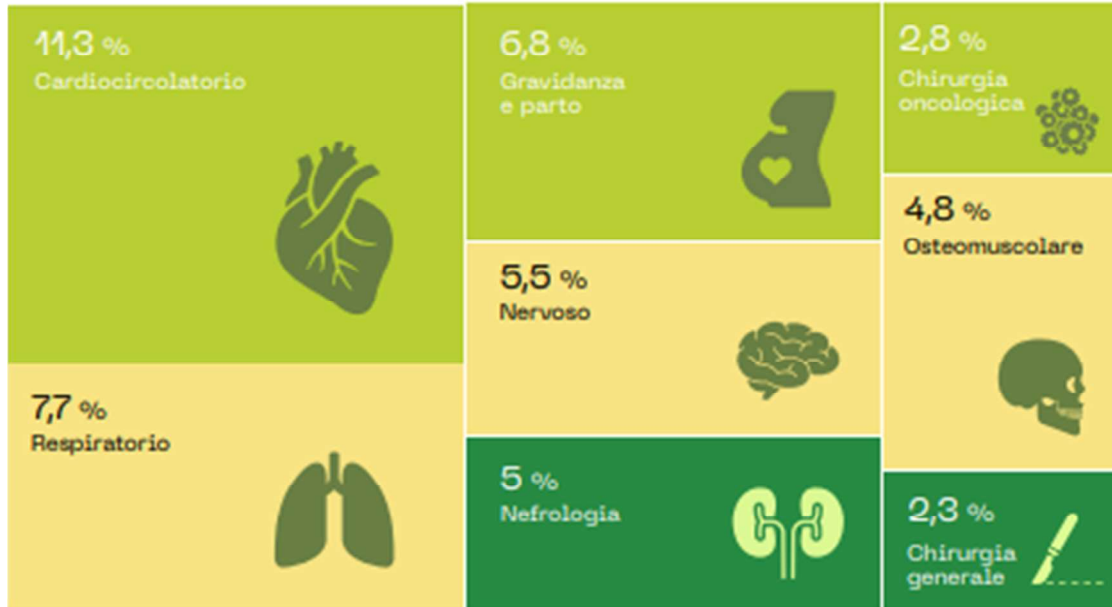 11,3 %
Cardiocircolatorio
7,7 %
Respiratorio
6,8 %
Gravidanza
e parto
5,5 %
Nervoso
5 %
Nefrologia
2,8 %
Chirurgia
oncologica
4,8 %
Osteomuscolare
2,3 %
Chirurgia
generale